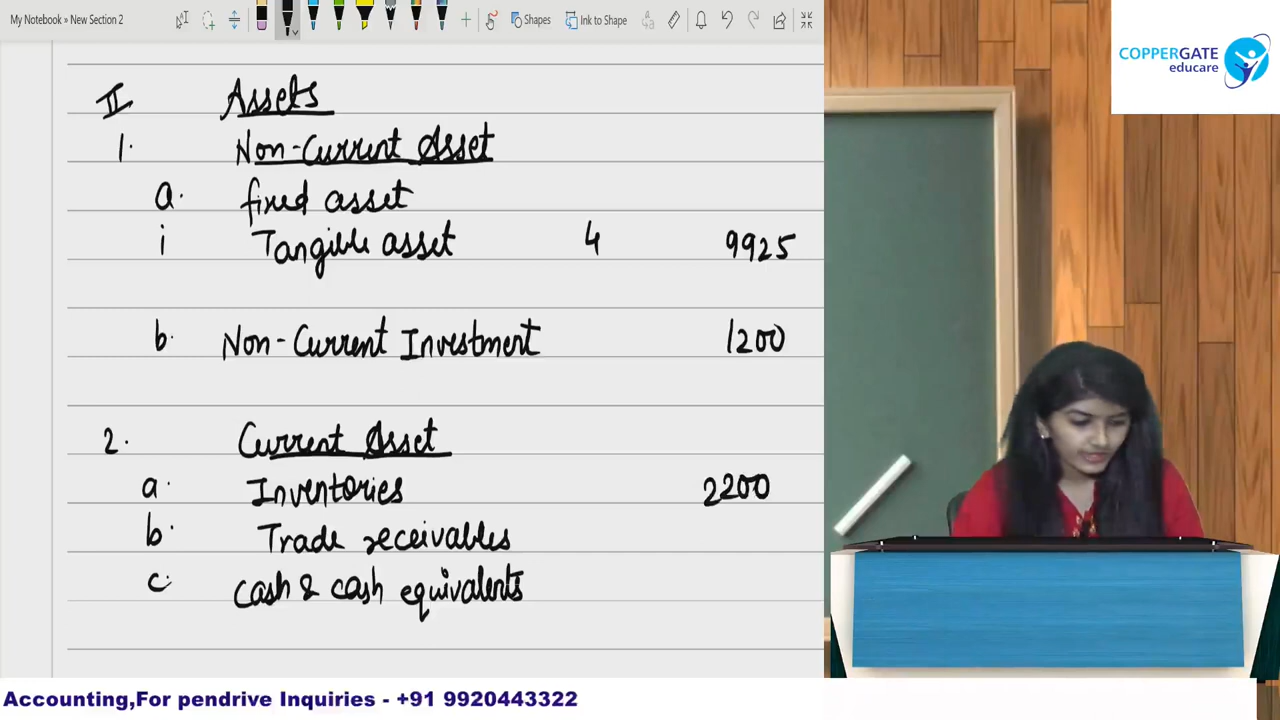 My Notebook » New Section 2
Shapes
Ink to Shape
COPPERGATE
educare
II Assets
1. Non-Current Asset
a. fixed asset
i Tangible asset 4 9925
b. Non-Current Investment 1200
2. Current Asset
a. Inventories 2200
b. Trade receivables
c. Cash & cash equivalents
Accounting,For pendrive Inquiries - +91 9920443322